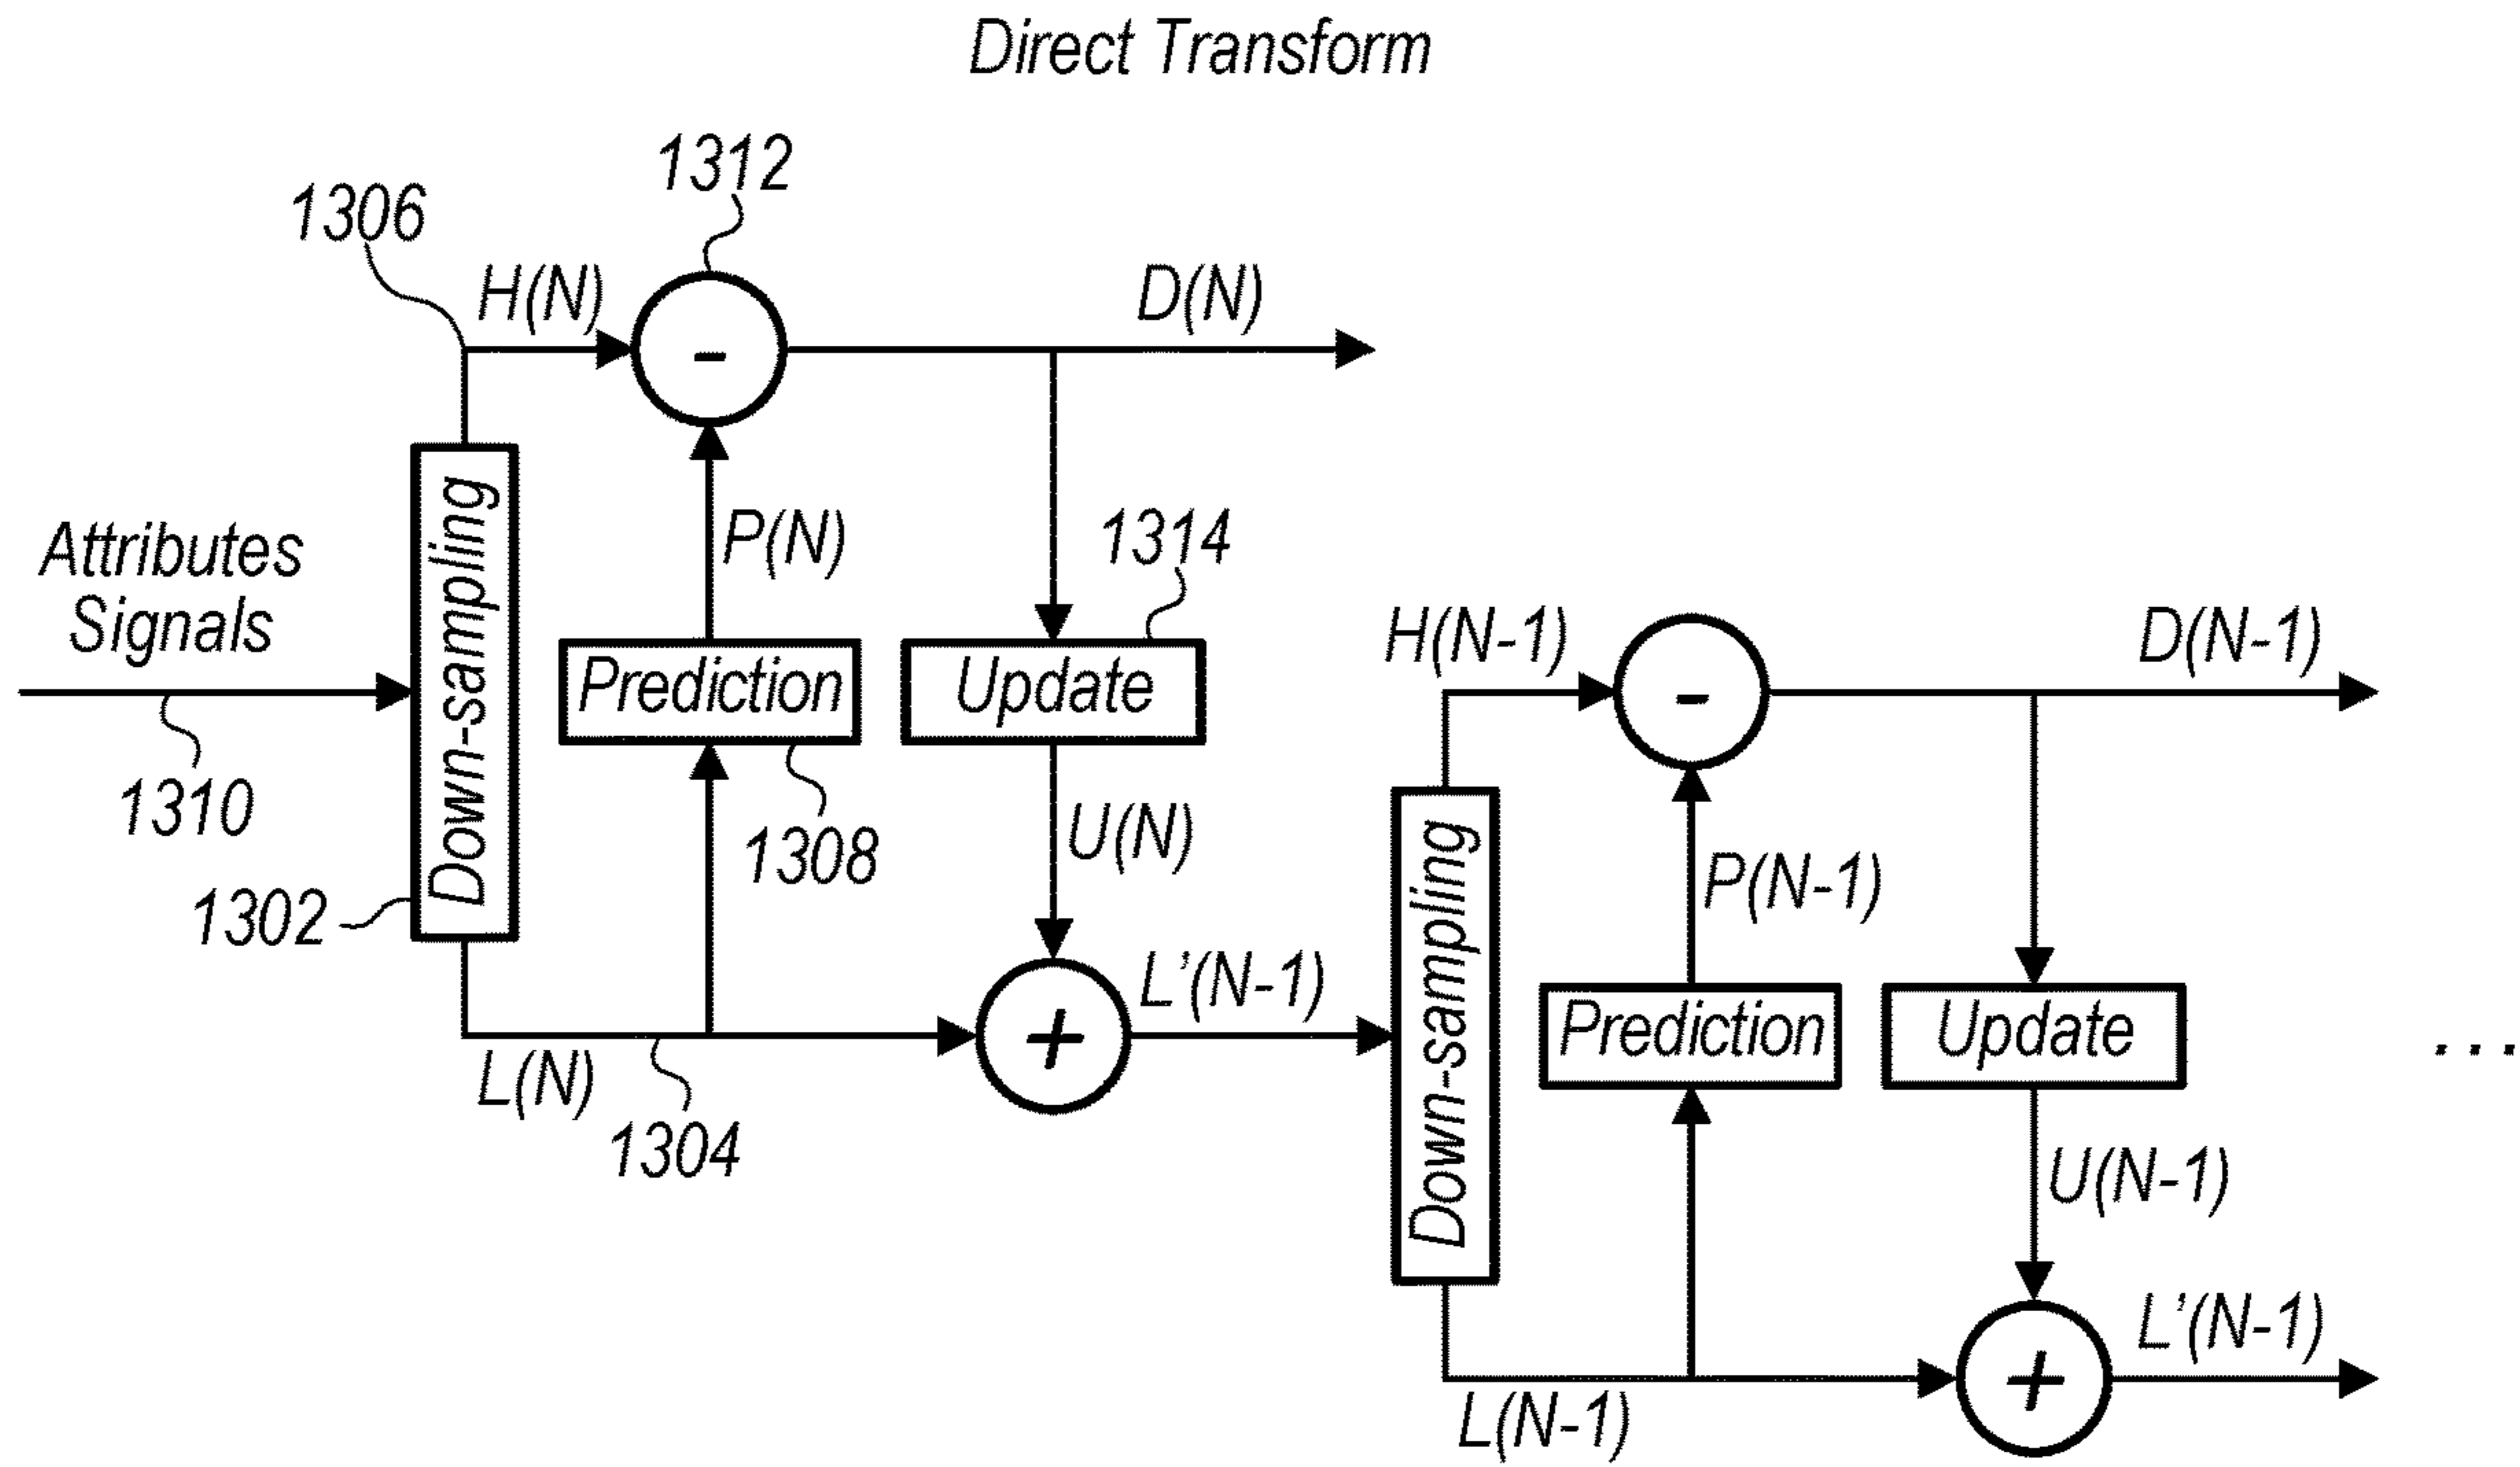 Direct Transform
1312
1306
H(N)
D(N)
-
Attributes
Signals
Down-sampling
P(N)
1314
Prediction
Update
H(N-1)
D(N-1)
-
1310
1308
U(N)
1302
P(N-1)
L'(N-1)
+
Down-sampling
Prediction
Update
...
L(N)
1304
U(N-1)
L'(N-1)
+
L(N-1)